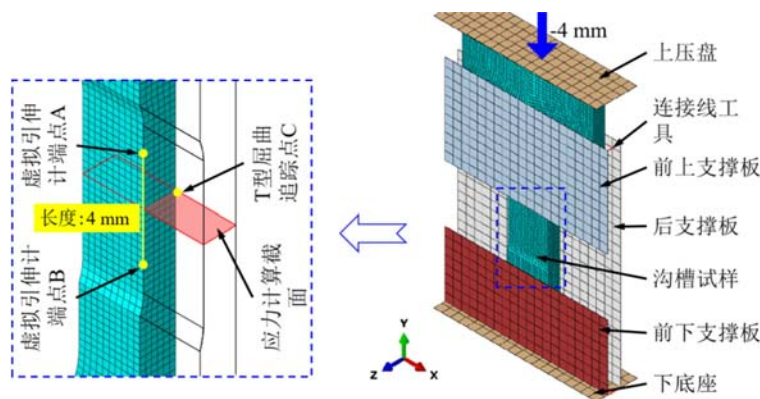 虚拟引伸
计端点A
长度:4 mm
虚拟引伸计
端点B
T型屈曲
追踪点C
应力计算截
面
-4 mm
上压盘
连接线工
具
前上支撑板
后支撑板
沟槽试样
前下支撑板
下底座
Y
Z
X